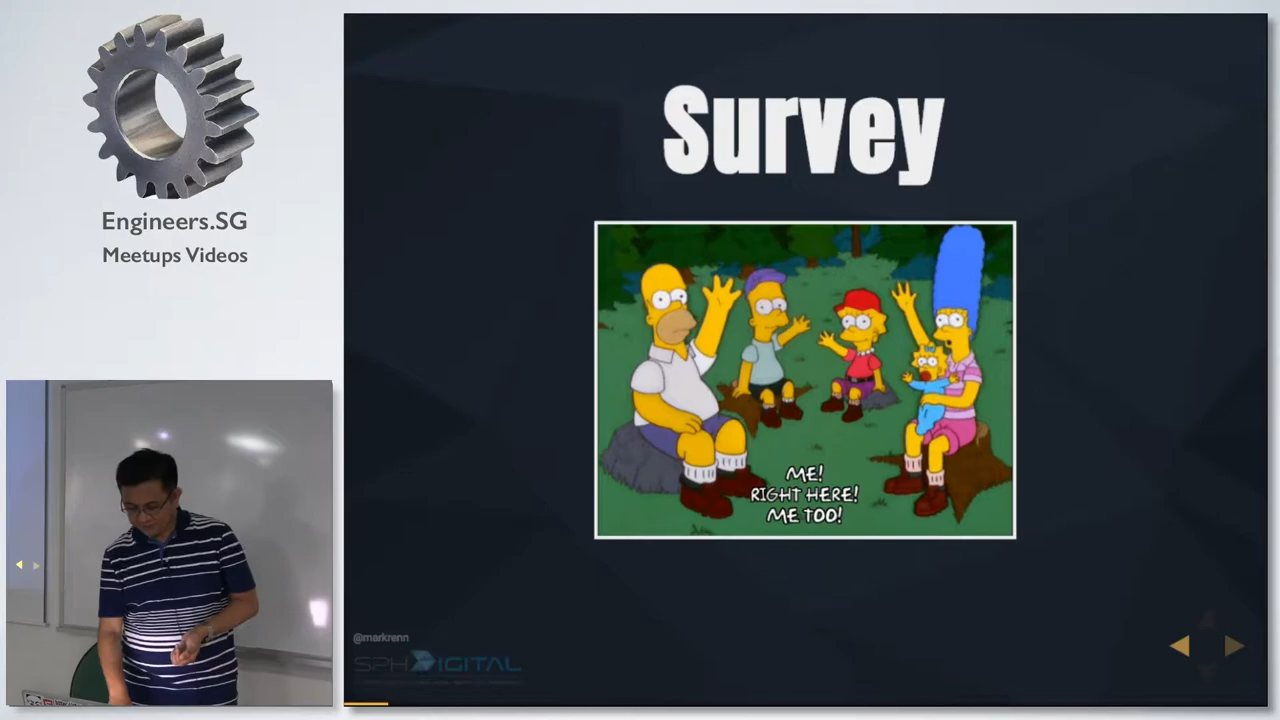 Engineers.SG
Meetups Videos
Survey
ME!
RIGHT HERE!
ME TOO!
@markrenn
SPH DIGITAL